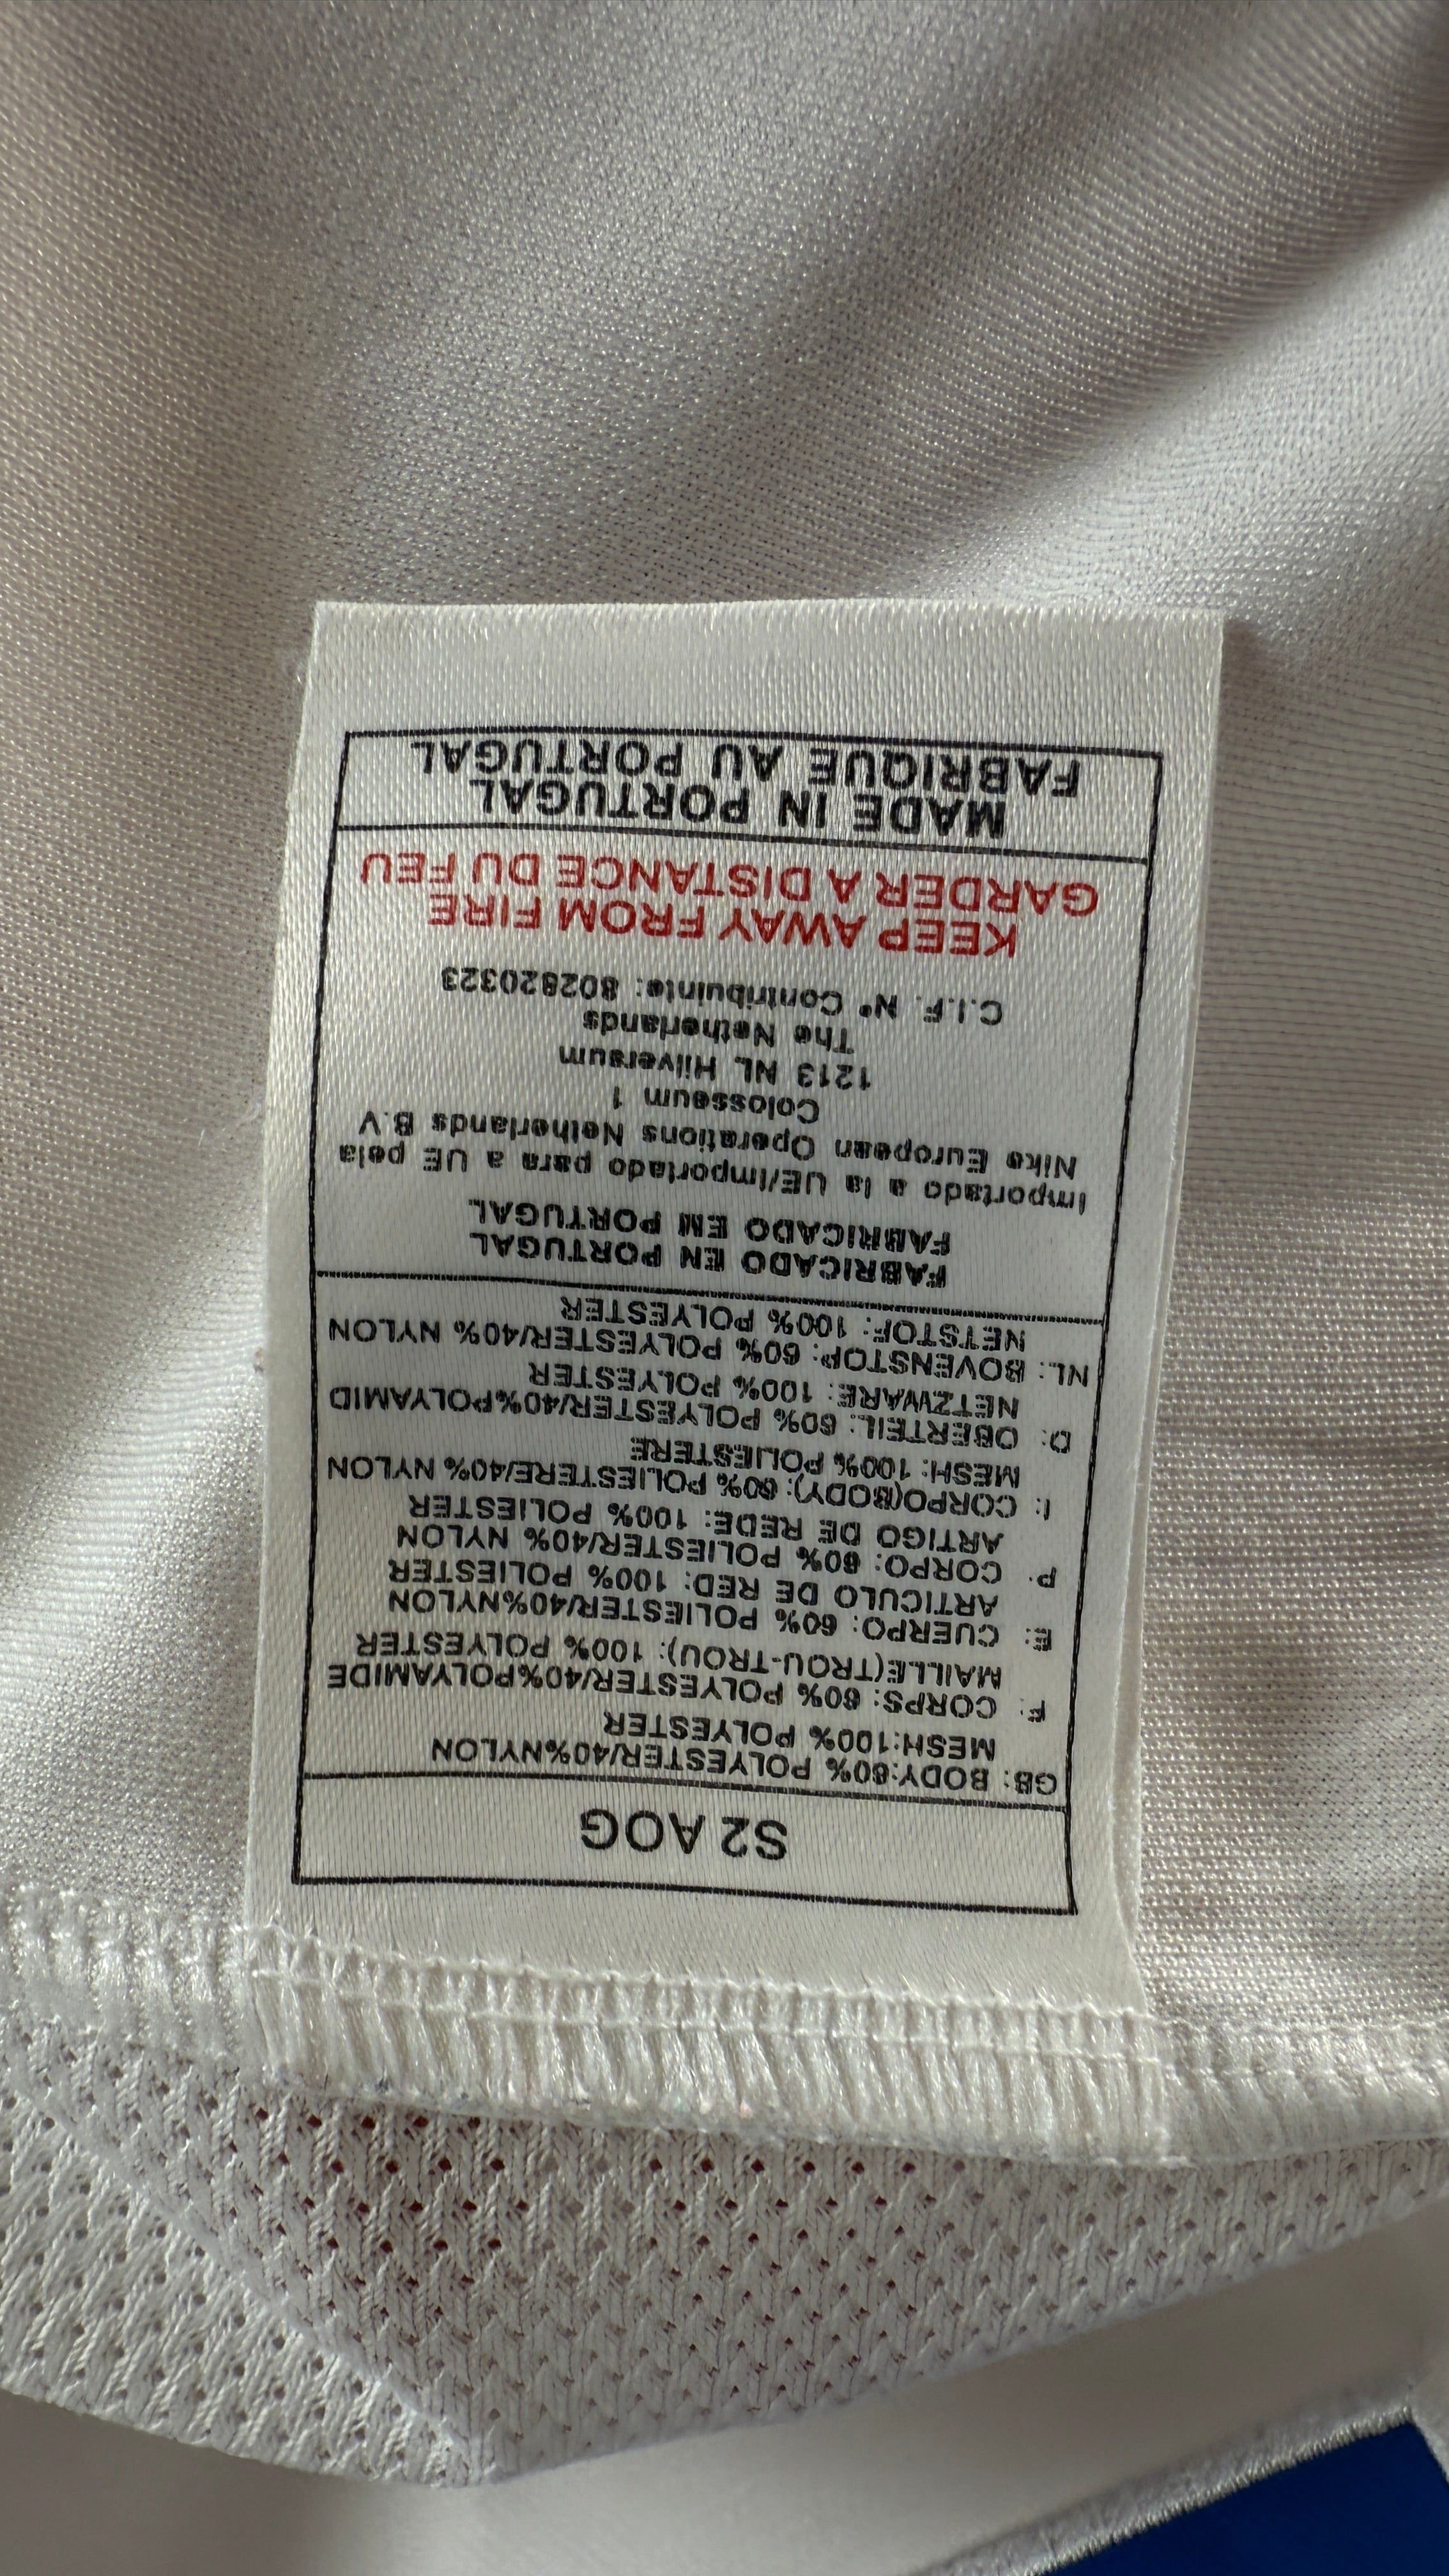 S2 AOG
GB: BODY:60% POLYESTER/40%NYLON
MESH:100% POLYESTER
F: CORPS: 60% POLYESTER/40%POLYAMIDE
MAILLE(TROU-TROU): 100% POLYESTER
E: CUERPO: 60% POLIESTER/40%NYLON
ARTICULO DE RED: 100% POLIESTER
P. CORPO: 60% POLIESTER/40% NYLON
ARTIGO DE REDE: 100% POLIESTER
I: CORPO(BODY): 60% POLIESTERE/40% NYLON
MESH: 100% POLIESTERE
D: OBERTEIL: 60% POLYESTER/40%POLYAMID
NETZWARE: 100% POLYESTER
NL: BOVENSTOP: 60% POLYESTER/40% NYLON
NETSTOF: 100% POLYESTER
FABRICADO EN PORTUGAL
FABRICADO EM PORTUGAL
Importado a la UE/Importado para a UE pela
Nike European Operations Netherlands B.V
Colosseum 1
1213 NL Hilversum
The Netherlands
C.I.F. Nº Contribuinte: 802820323
KEEP AWAY FROM FIRE
GARDER A DISTANCE DU FEU
MADE IN PORTUGAL
FABRIQUE AU PORTUGAL